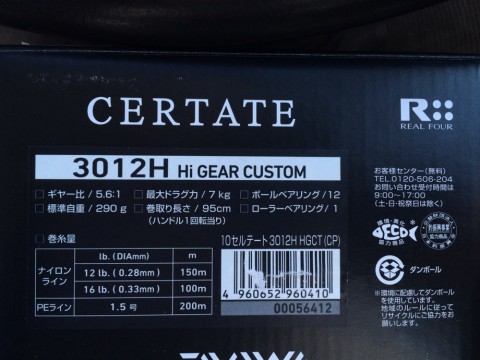 CERTATE
R::
REAL FOUR
3012H Hi GEAR CUSTOM
□ギヤー比/5.6:1 □最大ドラグ力/7kg □ボールベアリング/12
□標準自重/290g □巻取り長さ/95cm □ローラーベアリング/1
(ハンドル1回転当り)
□巻糸量
10セルテート3012H HGCT(CP)
lb. (DIAmm) m
ナイロンライン 12 lb. (0.28mm) 150m
16 lb. (0.33mm) 100m
PEライン 1.5号 200m
4 960652 960410
00056412
お客様センター(無料)
TEL.0120-506-204
お問い合わせ受付時間は
9:00~17:00
(土・日・祝祭日は除く)
環境・美化
ECO
協力商品
ダンボール
※環境に配慮してダンボール
を使用しています。
地域のルールに従って
リサイクルにご協力をお
願いします。